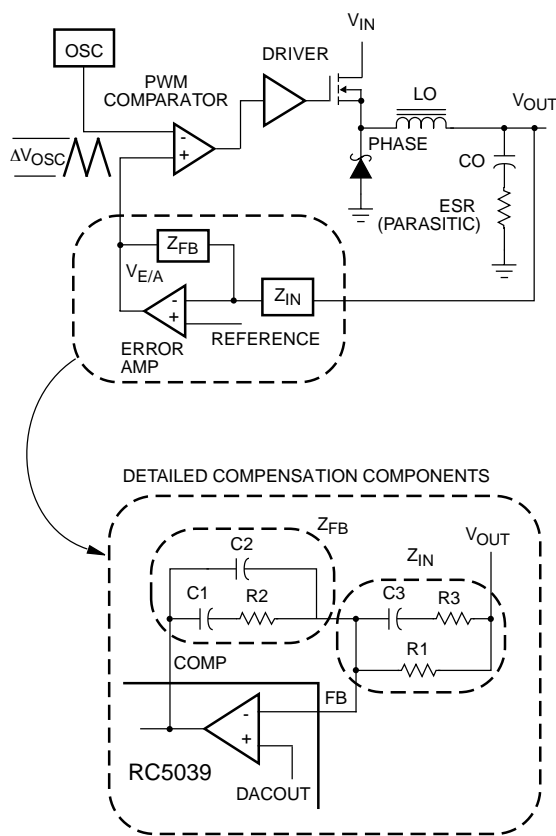 V_IN
OSC
DRIVER
PWM
COMPARATOR
LO
V_OUT
-
+
ΔV_OSC
PHASE
CO
ESR
(PARASITIC)
Z_FB
V_E/A
Z_IN
-
+
REFERENCE
ERROR
AMP
DETAILED COMPENSATION COMPONENTS
Z_FB
V_OUT
C2
Z_IN
C1
R2
C3
R3
R1
COMP
FB
-
+
RC5039
DACOUT